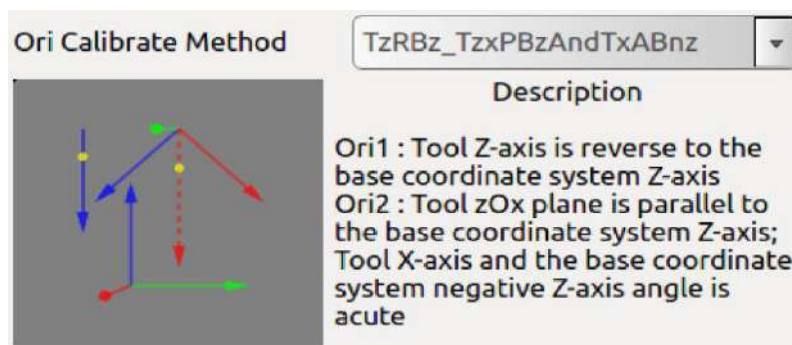 Ori Calibrate Method
TzRBz_TzxPBzAndTxABnz
Description
Ori1 : Tool Z-axis is reverse to the
base coordinate system Z-axis
Ori2 : Tool zOx plane is parallel to
the base coordinate system Z-axis;
Tool X-axis and the base coordinate
system negative Z-axis angle is
acute